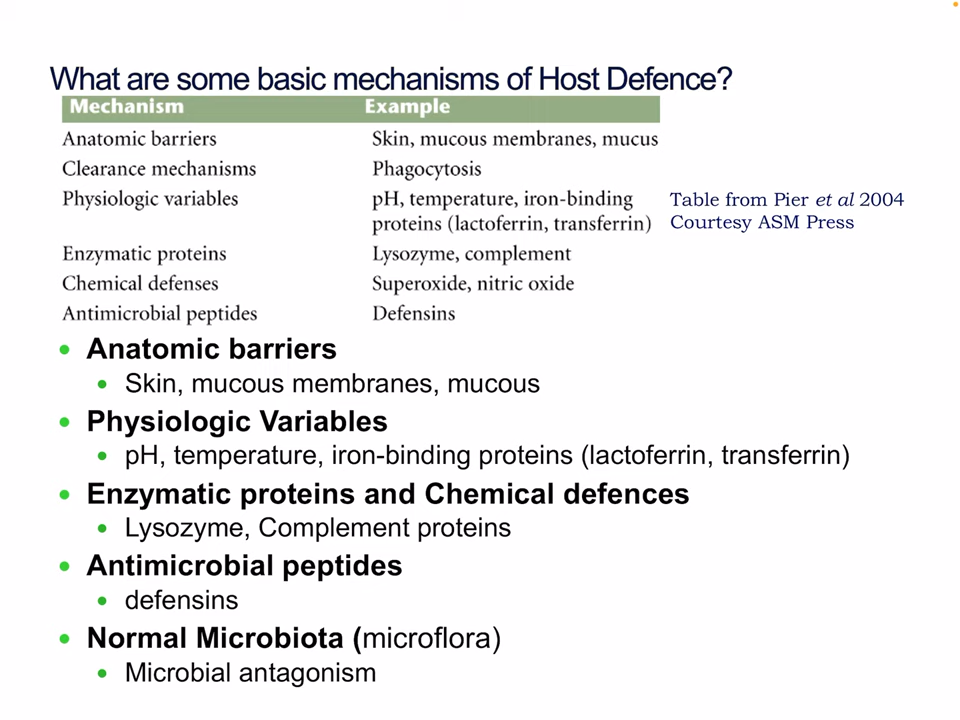 What are some basic mechanisms of Host Defence?
Mechanism Example
Anatomic barriers Skin, mucous membranes, mucus
Clearance mechanisms Phagocytosis
Physiologic variables pH, temperature, iron-binding
proteins (lactoferrin, transferrin)
Enzymatic proteins Lysozyme, complement
Chemical defenses Superoxide, nitric oxide
Antimicrobial peptides Defensins
Table from Pier et al 2004
Courtesy ASM Press
• Anatomic barriers
• Skin, mucous membranes, mucous
• Physiologic Variables
• pH, temperature, iron-binding proteins (lactoferrin, transferrin)
• Enzymatic proteins and Chemical defences
• Lysozyme, Complement proteins
• Antimicrobial peptides
• defensins
• Normal Microbiota (microflora)
• Microbial antagonism